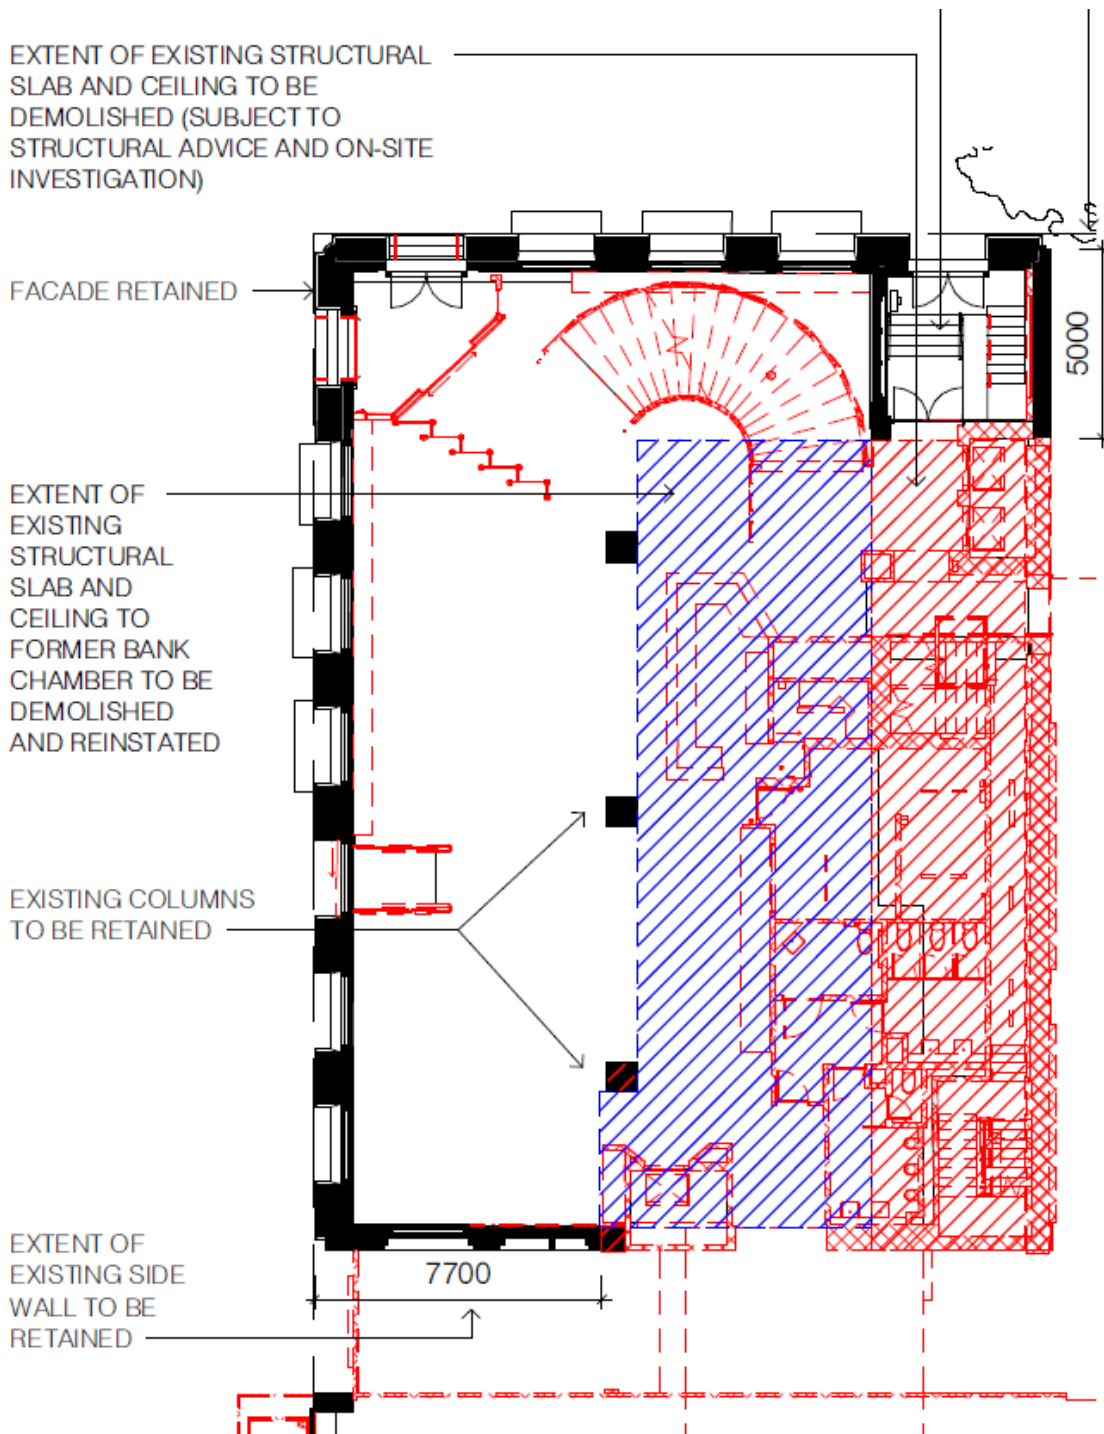 EXTENT OF EXISTING STRUCTURAL
SLAB AND CEILING TO BE
DEMOLISHED (SUBJECT TO
STRUCTURAL ADVICE AND ON-SITE
INVESTIGATION)
FACADE RETAINED
5000
EXTENT OF
EXISTING
STRUCTURAL
SLAB AND
CEILING TO
FORMER BANK
CHAMBER TO BE
DEMOLISHED
AND REINSTATED
EXISTING COLUMNS
TO BE RETAINED
EXTENT OF
EXISTING SIDE
WALL TO BE
RETAINED
7700